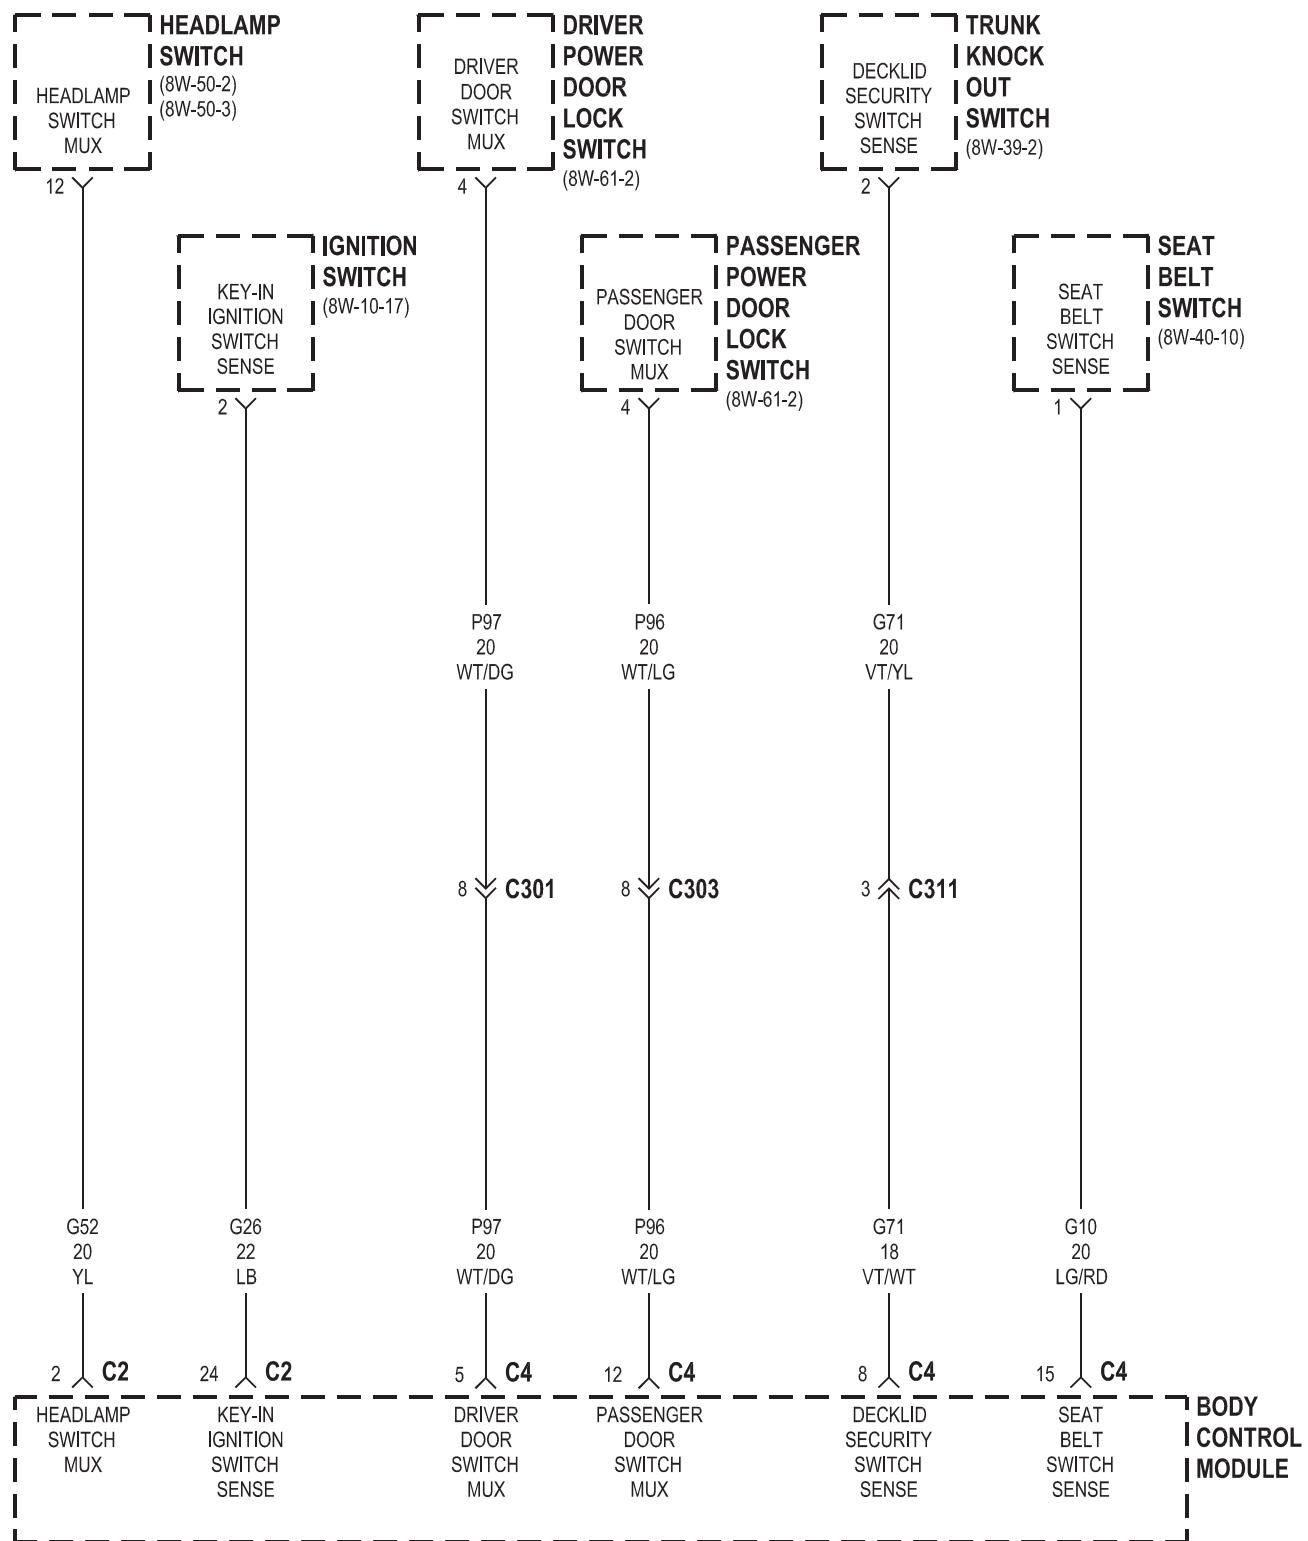 HEADLAMP
SWITCH
(8W-50-2)
(8W-50-3)
HEADLAMP
SWITCH
MUX
12
DRIVER
POWER
DOOR
LOCK
SWITCH
(8W-61-2)
DRIVER
DOOR
SWITCH
MUX
4
TRUNK
KNOCK
OUT
SWITCH
(8W-39-2)
DECKLID
SECURITY
SWITCH
SENSE
2
IGNITION
SWITCH
(8W-10-17)
KEY-IN
IGNITION
SWITCH
SENSE
2
PASSENGER
POWER
DOOR
LOCK
SWITCH
(8W-61-2)
PASSENGER
DOOR
SWITCH
MUX
4
SEAT
BELT
SWITCH
(8W-40-10)
SEAT
BELT
SWITCH
SENSE
1
P97
20
WT/DG
P96
20
WT/LG
G71
20
VT/YL
8 C301
8 C303
3 C311
G52
20
YL
G26
22
LB
P97
20
WT/DG
P96
20
WT/LG
G71
18
VT/WT
G10
20
LG/RD
2 C2
24 C2
5 C4
12 C4
8 C4
15 C4
HEADLAMP
SWITCH
MUX
KEY-IN
IGNITION
SWITCH
SENSE
DRIVER
DOOR
SWITCH
MUX
PASSENGER
DOOR
SWITCH
MUX
DECKLID
SECURITY
SWITCH
SENSE
SEAT
BELT
SWITCH
SENSE
BODY
CONTROL
MODULE